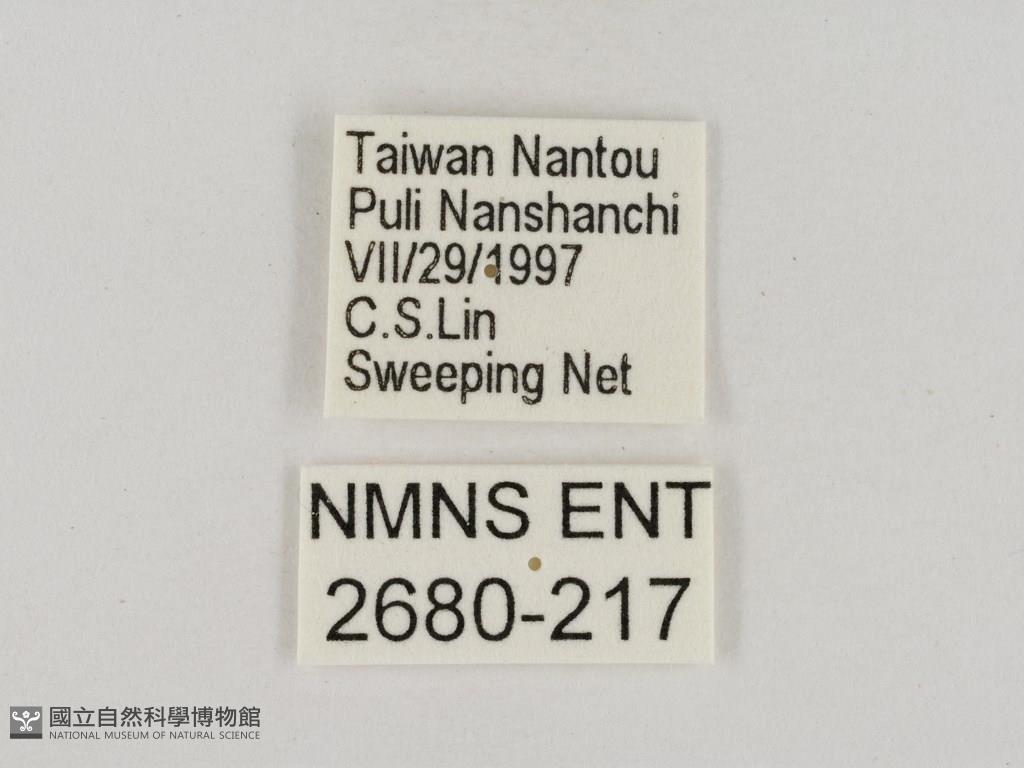 Taiwan Nantou
Puli Nanshanchi
VII/29/1997
C.S.Lin
Sweeping Net
NMNS ENT
2680-217
國立自然科學博物館
NATIONAL MUSEUM OF NATURAL SCIENCE